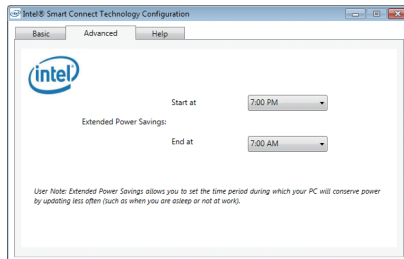 Intel® Smart Connect Technology Configuration
Basic Advanced Help
intel
Start at 7:00 PM
Extended Power Savings:
End at 7:00 AM
User Note: Extended Power Savings allows you to set the time period during which your PC will conserve power
by updating less often (such as when you are asleep or not at work).